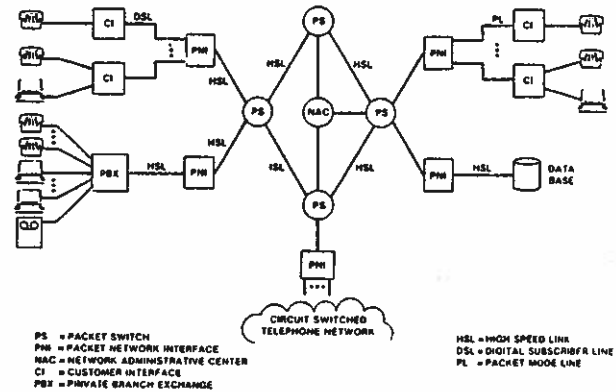 PS
CI
DSL
PNI
HSL
CI
HSL
HSL
PL
CI
PNI
CI
PS
NAC
PS
HSL
PBX
HSL
PNI
HSL
HSL
PS
PNI
HSL
DATA
BASE
PNI
CIRCUIT SWITCHED
TELEPHONE NETWORK
PS = PACKET SWITCH
PNI = PACKET NETWORK INTERFACE
NAC = NETWORK ADMINISTRATIVE CENTER
CI = CUSTOMER INTERFACE
PBX = PRIVATE BRANCH EXCHANGE
HSL = HIGH SPEED LINK
DSL = DIGITAL SUBSCRIBER LINE
PL = PACKET MODE LINE